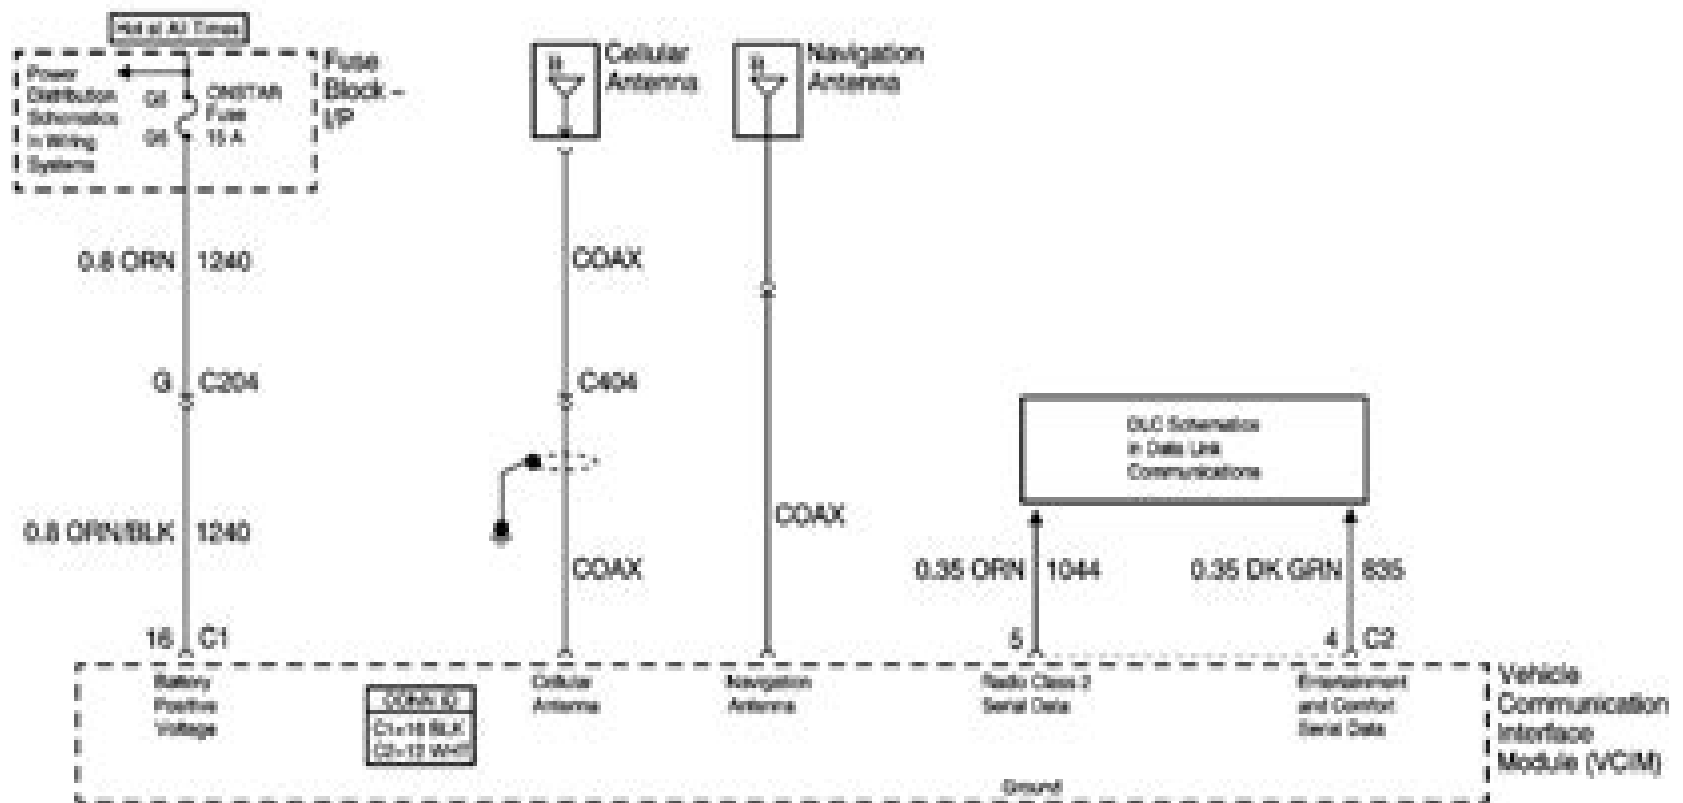 Hot at All Times
Power
Distribution
Schematics
in Wiring
Systems
ONSTAR
Fuse
15 A
Fuse
Block –
I/P
Cellular
Antenna
Navigation
Antenna
0.8 ORN 1240
COAX
G C204
C404
DLC Schematics
in Data Link
Communications
0.8 ORN/BLK 1240
COAX
COAX
0.35 ORN 1044
0.35 DK GRN 835
16 C1
5
4 C2
Battery
Positive
Voltage
CONN ID
C1=16 BLK
C2=12 WHT
Cellular
Antenna
Navigation
Antenna
Radio Class 2
Serial Data
Entertainment
and Comfort
Serial Data
Vehicle
Communication
Interface
Module (VCIM)
Ground